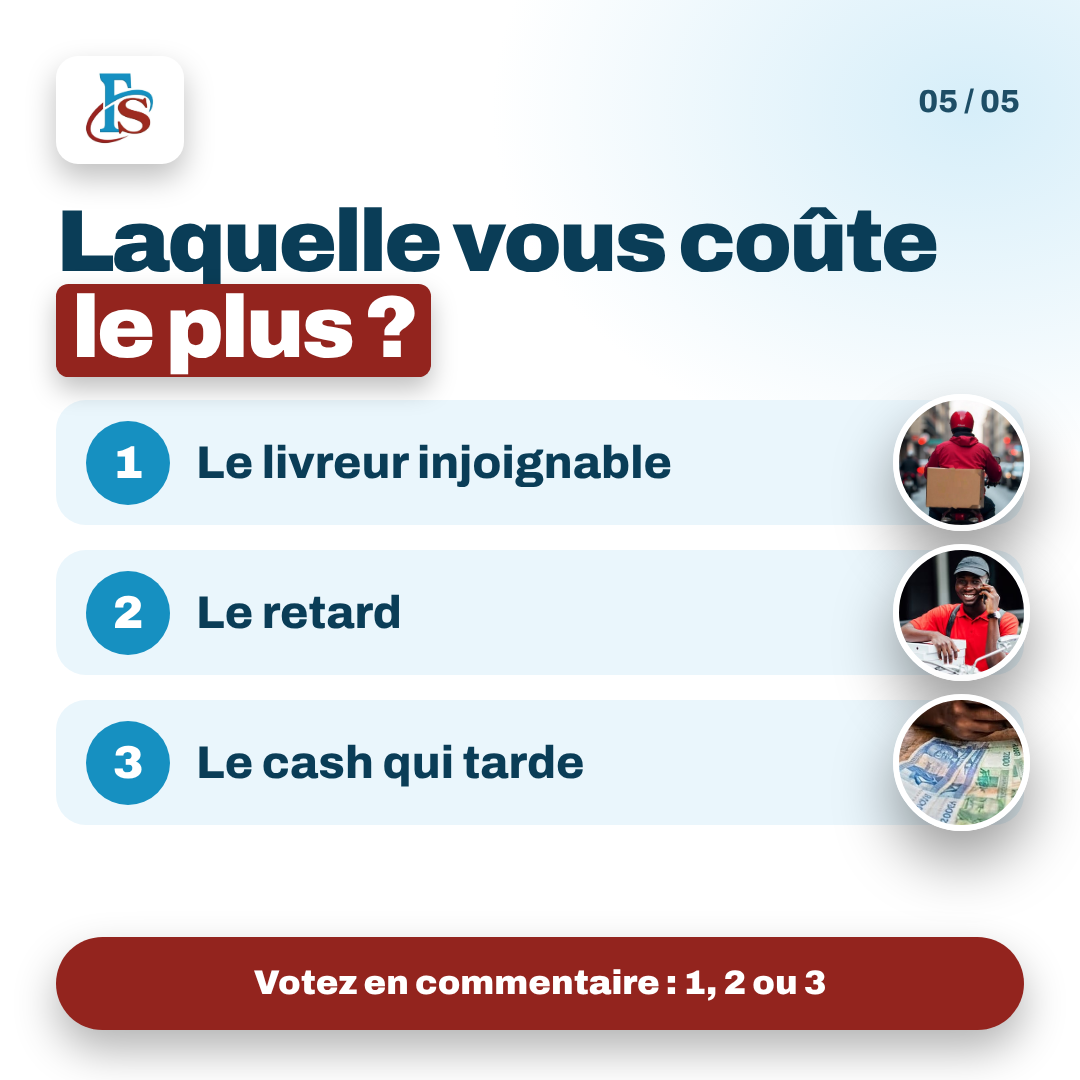 FS
05 / 05
Laquelle vous coûte
le plus ?
1 Le livreur injoignable
2 Le retard
3 Le cash qui tarde
Votez en commentaire : 1, 2 ou 3